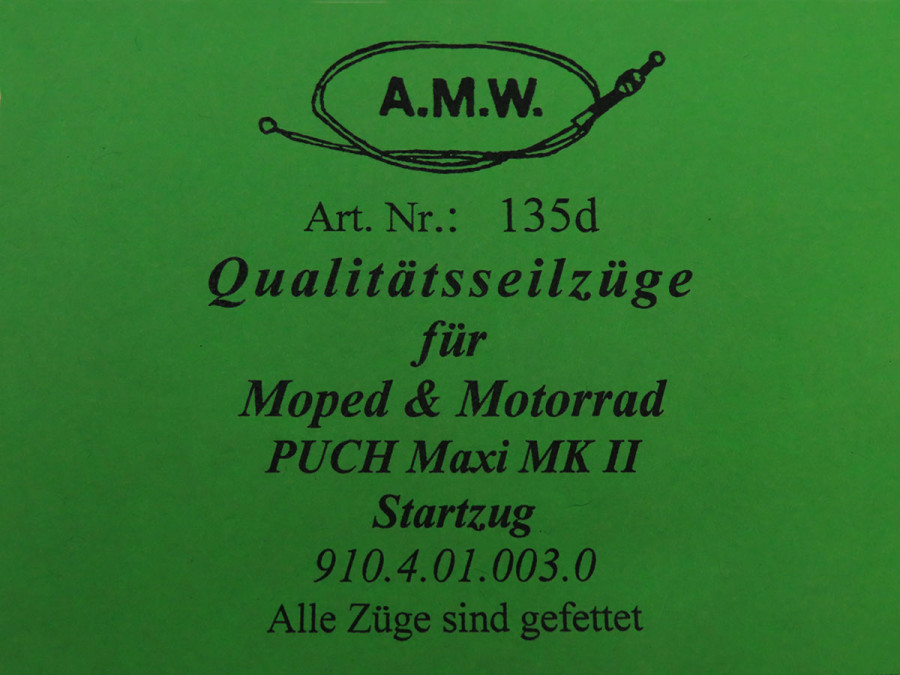 A.M.W.
Art. Nr.: 135d
Qualitätsseilzüge
für
Moped & Motorrad
PUCH Maxi MK II
Startzug
910.4.01.003.0
Alle Züge sind gefettet